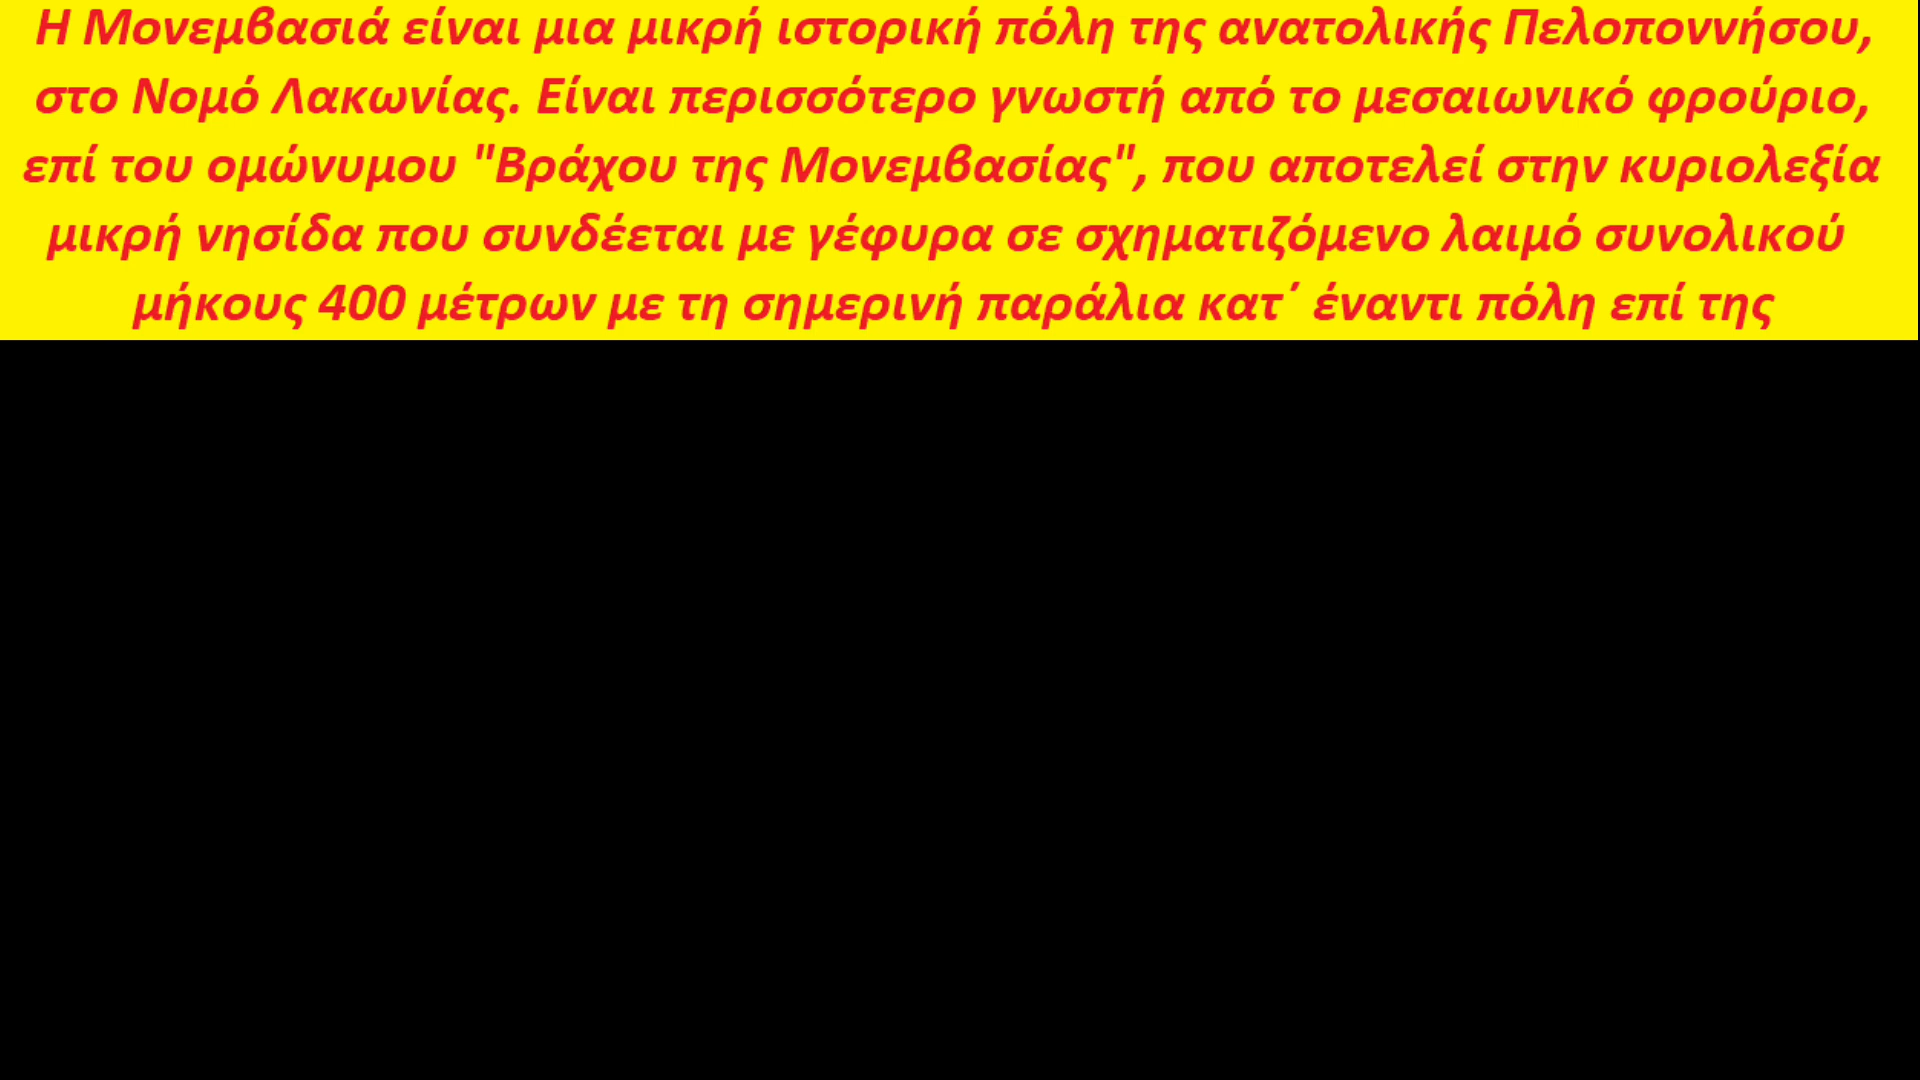 Η Μονεμβασιά είναι μια μικρή ιστορική πόλη της ανατολικής Πελοποννήσου,
στο Νομό Λακωνίας. Είναι περισσότερο γνωστή από το μεσαιωνικό φρούριο,
επί του ομώνυμου "Βράχου της Μονεμβασίας", που αποτελεί στην κυριολεξία
μικρή νησίδα που συνδέεται με γέφυρα σε σχηματιζόμενο λαιμό συνολικού
μήκους 400 μέτρων με τη σημερινή παράλια κατ΄ έναντι πόλη επί της